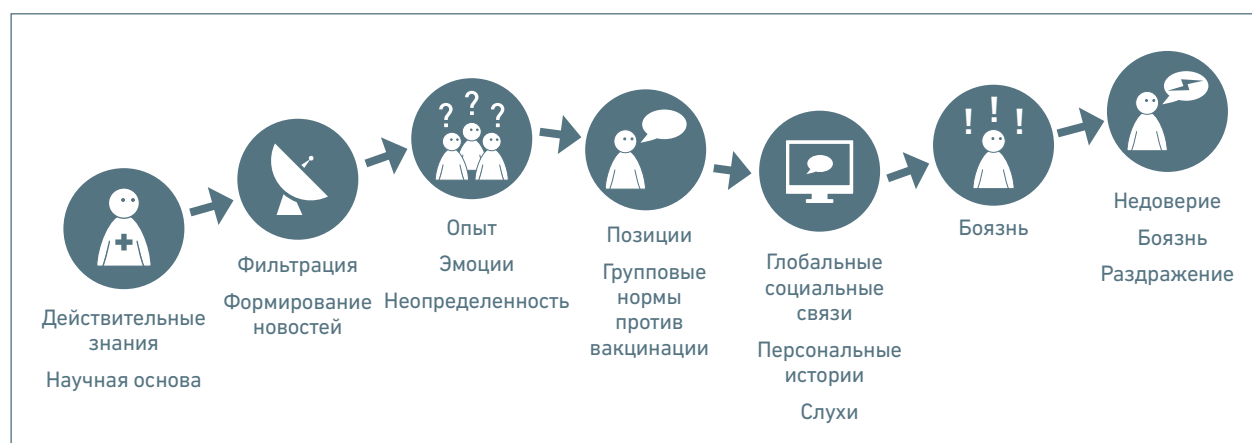 ? ? ?
! ! !
Действительные
знания
Научная основа
Фильтрация
Формирование
новостей
Опыт
Эмоции
Неопределенность
Позиции
Групповые
нормы
против
вакцинации
Глобальные
социальные
связи
Персональные
истории
Слухи
Боязнь
Недоверие
Боязнь
Раздражение